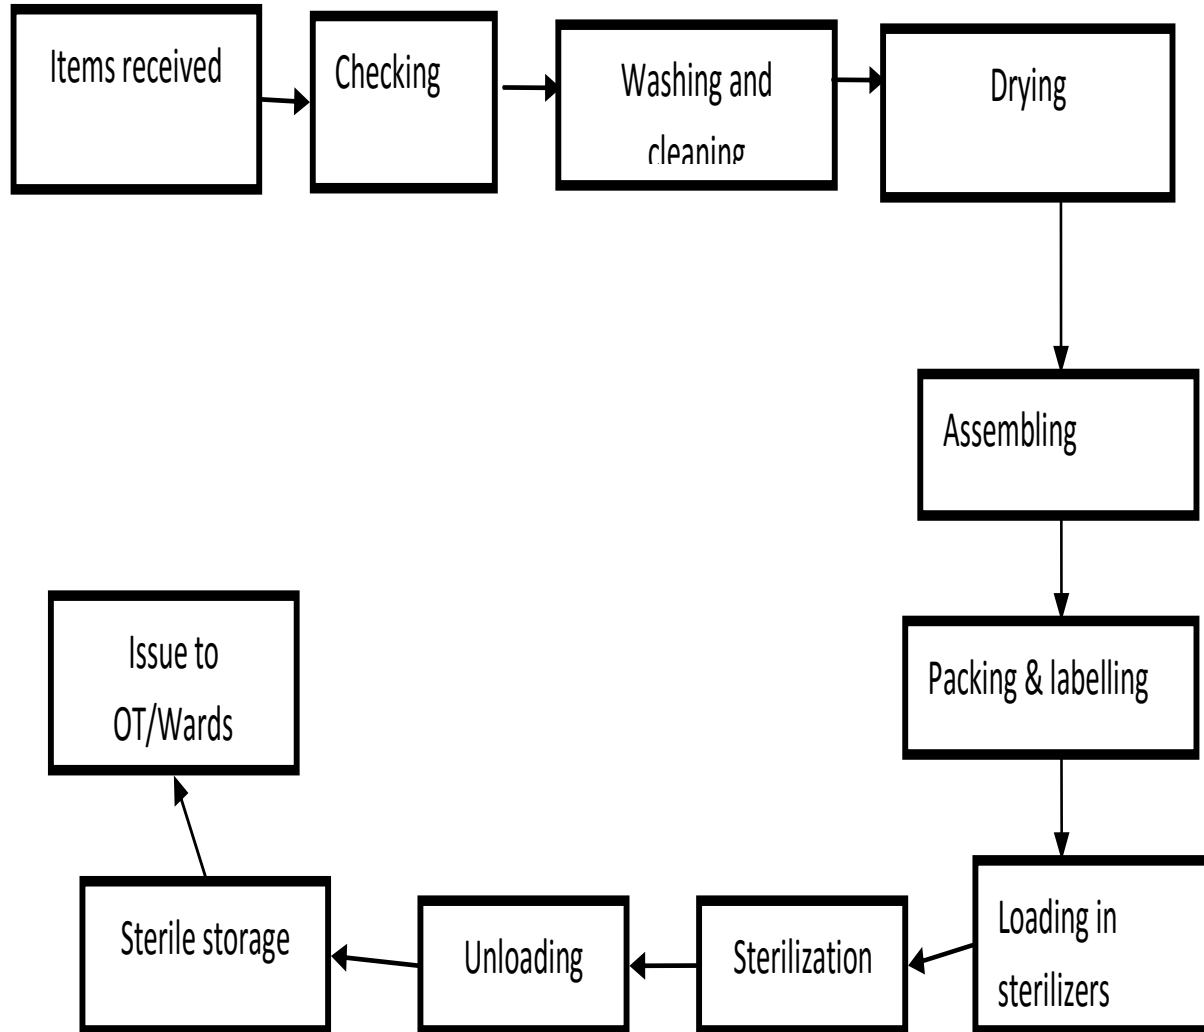 Items received
Checking
Washing and
cleaning
Drying
Assembling
Packing & labelling
Loading in
sterilizers
Sterilization
Unloading
Sterile storage
Issue to
OT/Wards